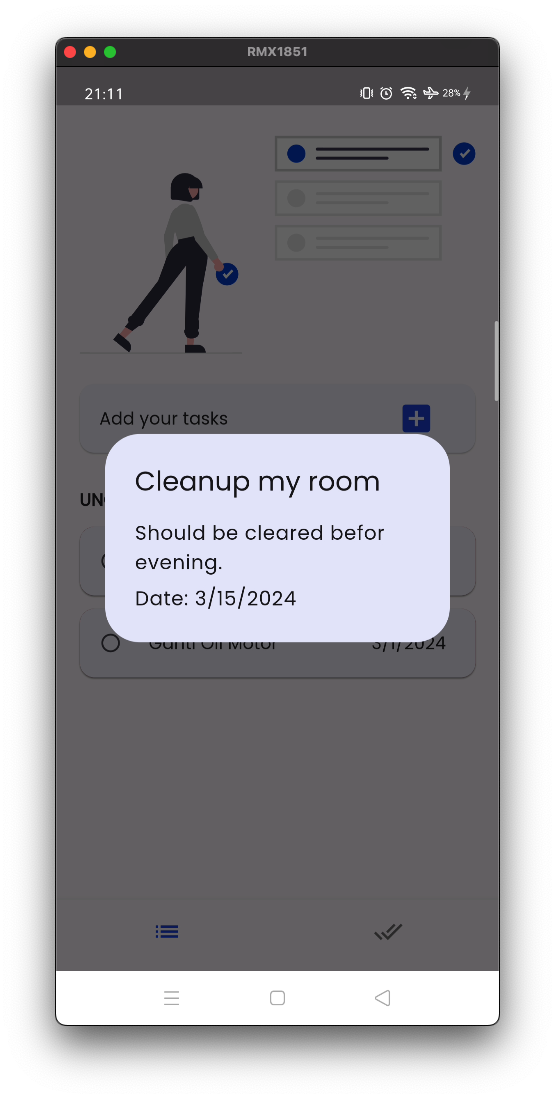 RMX1851
21:11
28%
Add your tasks
UN
Cleanup my room
Should be cleared befor
evening.
Date: 3/15/2024
Ganti Oli Motor 3/1/2024